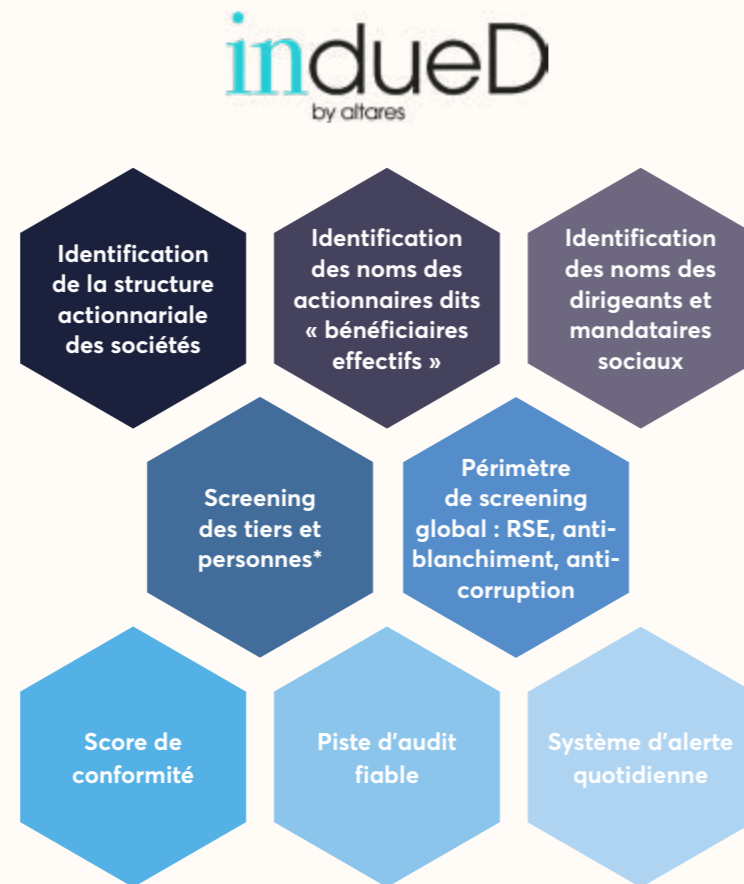 indueD
by altares
Identification
de la structure
actionnariale
des sociétés
Identification
des noms des
actionnaires dits
« bénéficiaires
effectifs »
Identification
des noms des
dirigeants et
mandataires
sociaux
Screening
des tiers et
personnes*
Périmètre
de screening
global : RSE, anti-
blanchiment, anti-
corruption
Score de
conformité
Piste d'audit
fiable
Système d'alerte
quotidienne